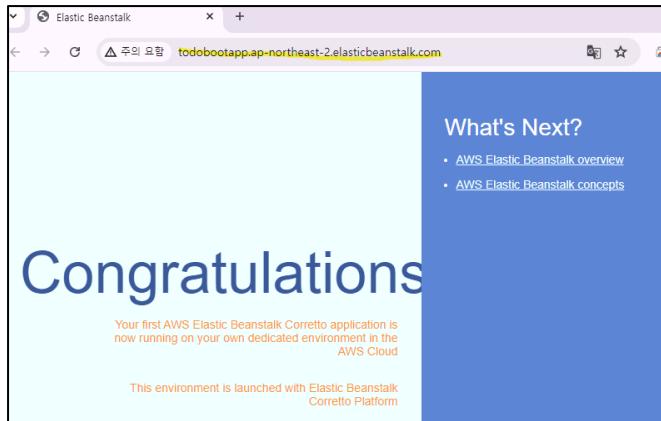 Elastic Beanstalk
주의 요함
todobootapp.ap-northeast-2.elasticbeanstalk.com
Congratulations
Your first AWS Elastic Beanstalk Corretto application is
now running on your own dedicated environment in the
AWS Cloud
This environment is launched with Elastic Beanstalk
Corretto Platform
What's Next?
AWS Elastic Beanstalk overview
AWS Elastic Beanstalk concepts